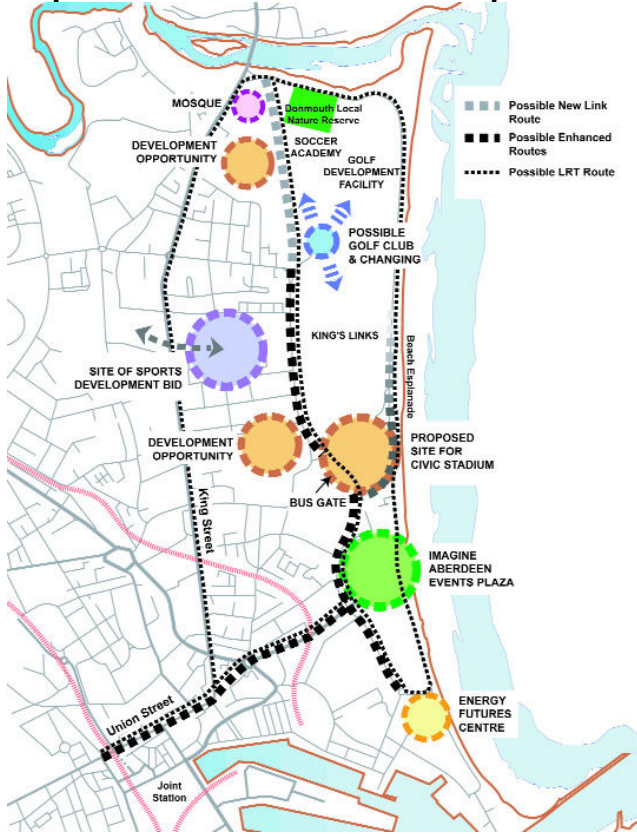 MOSQUE
Donmouth Local
Nature Reserve
DEVELOPMENT
OPPORTUNITY
SOCCER
ACADEMY
GOLF
DEVELOPMENT
FACILITY
Possible New Link
Route
Possible Enhanced
Routes
Possible LRT Route
POSSIBLE
GOLF CLUB
& CHANGING
KING'S LINKS
Beach Esplanade
SITE OF SPORTS
DEVELOPMENT BID
DEVELOPMENT
OPPORTUNITY
PROPOSED
SITE FOR
CIVIC STADIUM
BUS GATE
King Street
IMAGINE
ABERDEEN
EVENTS PLAZA
Union Street
ENERGY
FUTURES
CENTRE
Joint
Station